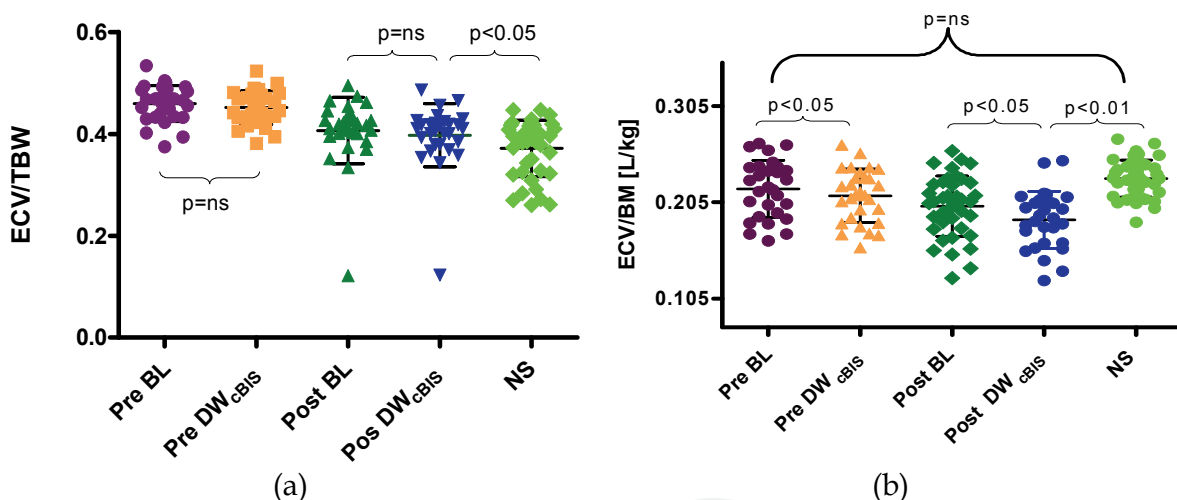 0.6
0.4
0.2
0.0
ECV/TBW
p=ns
p<0.05
p=ns
Pre BL
Pre DWcBIS
Post BL
Pos DWcBIS
NS
(a)
p=ns
0.305
0.205
0.105
ECV/BM [L/kg]
p<0.05
p<0.05
p<0.01
Pre BL
Pre DW cBIS
Post BL
Post DW cBIS
NS
(b)